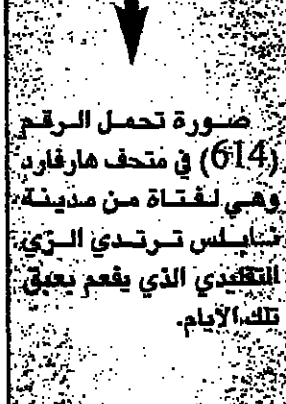 صورة تحمل الرقم
(614) في متحف هارفارد
وهي لفتاة من مدينة
نابلس ترتدي الزي
التقليدي الذي يفعم بعبق
تلك الأيام.